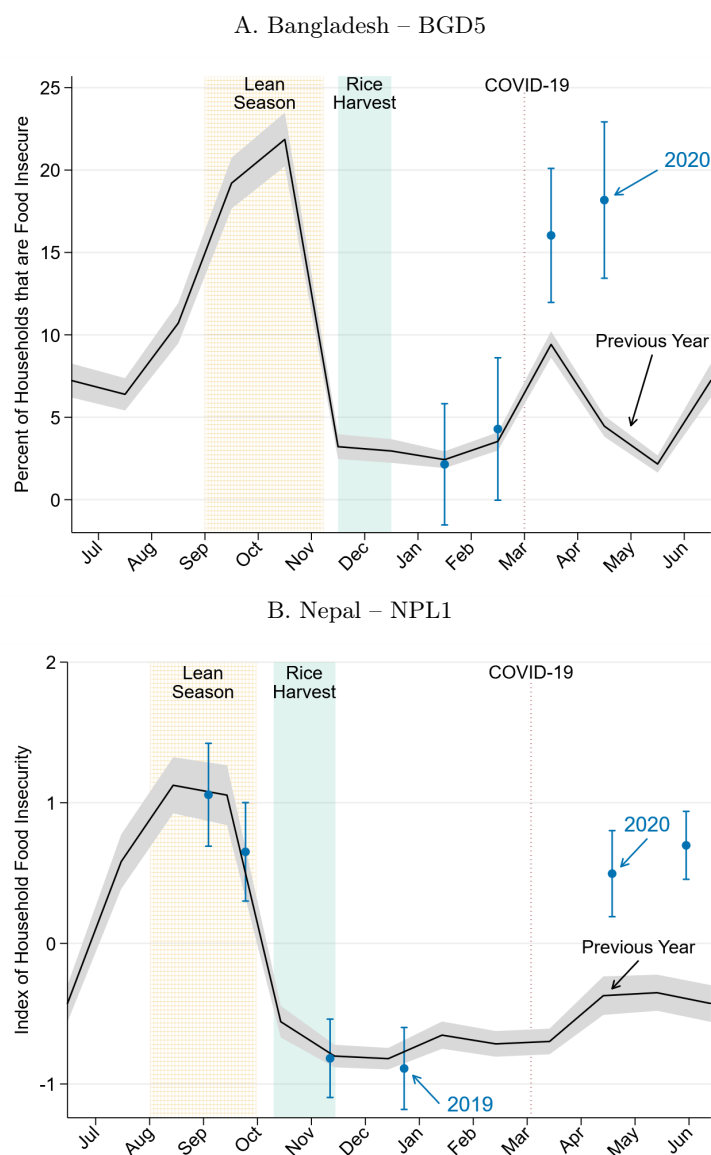 A. Bangladesh – BGD5
Percent of Households that are Food Insecure
25
20
15
10
5
0
Lean
Season
Rice
Harvest
COVID-19
2020
Previous Year
Jul
Aug
Sep
Oct
Nov
Dec
Jan
Feb
Mar
Apr
May
Jun
B. Nepal – NPL1
Index of Household Food Insecurity
2
1
0
-1
Lean
Season
Rice
Harvest
COVID-19
2020
Previous Year
2019
Jul
Aug
Sep
Oct
Nov
Dec
Jan
Feb
Mar
Apr
May
Jun